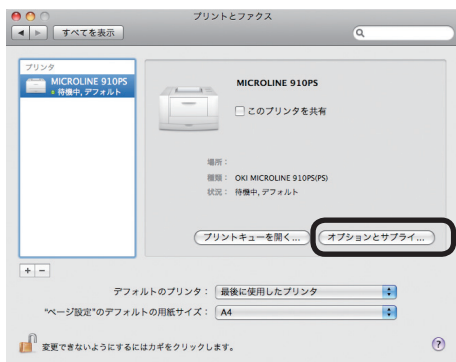 プリントとファクス
すべてを表示
プリンタ
MICROLINE 910PS
待機中, デフォルト
MICROLINE 910PS
このプリンタを共有
場所：
種類： OKI MICROLINE 910PS(PS)
状況： 待機中, デフォルト
プリントキューを開く...
オプションとサプライ...
デフォルトのプリンタ： 最後に使用したプリンタ
"ページ設定"のデフォルトの用紙サイズ： A4
変更できないようにするにはカギをクリックします。
?